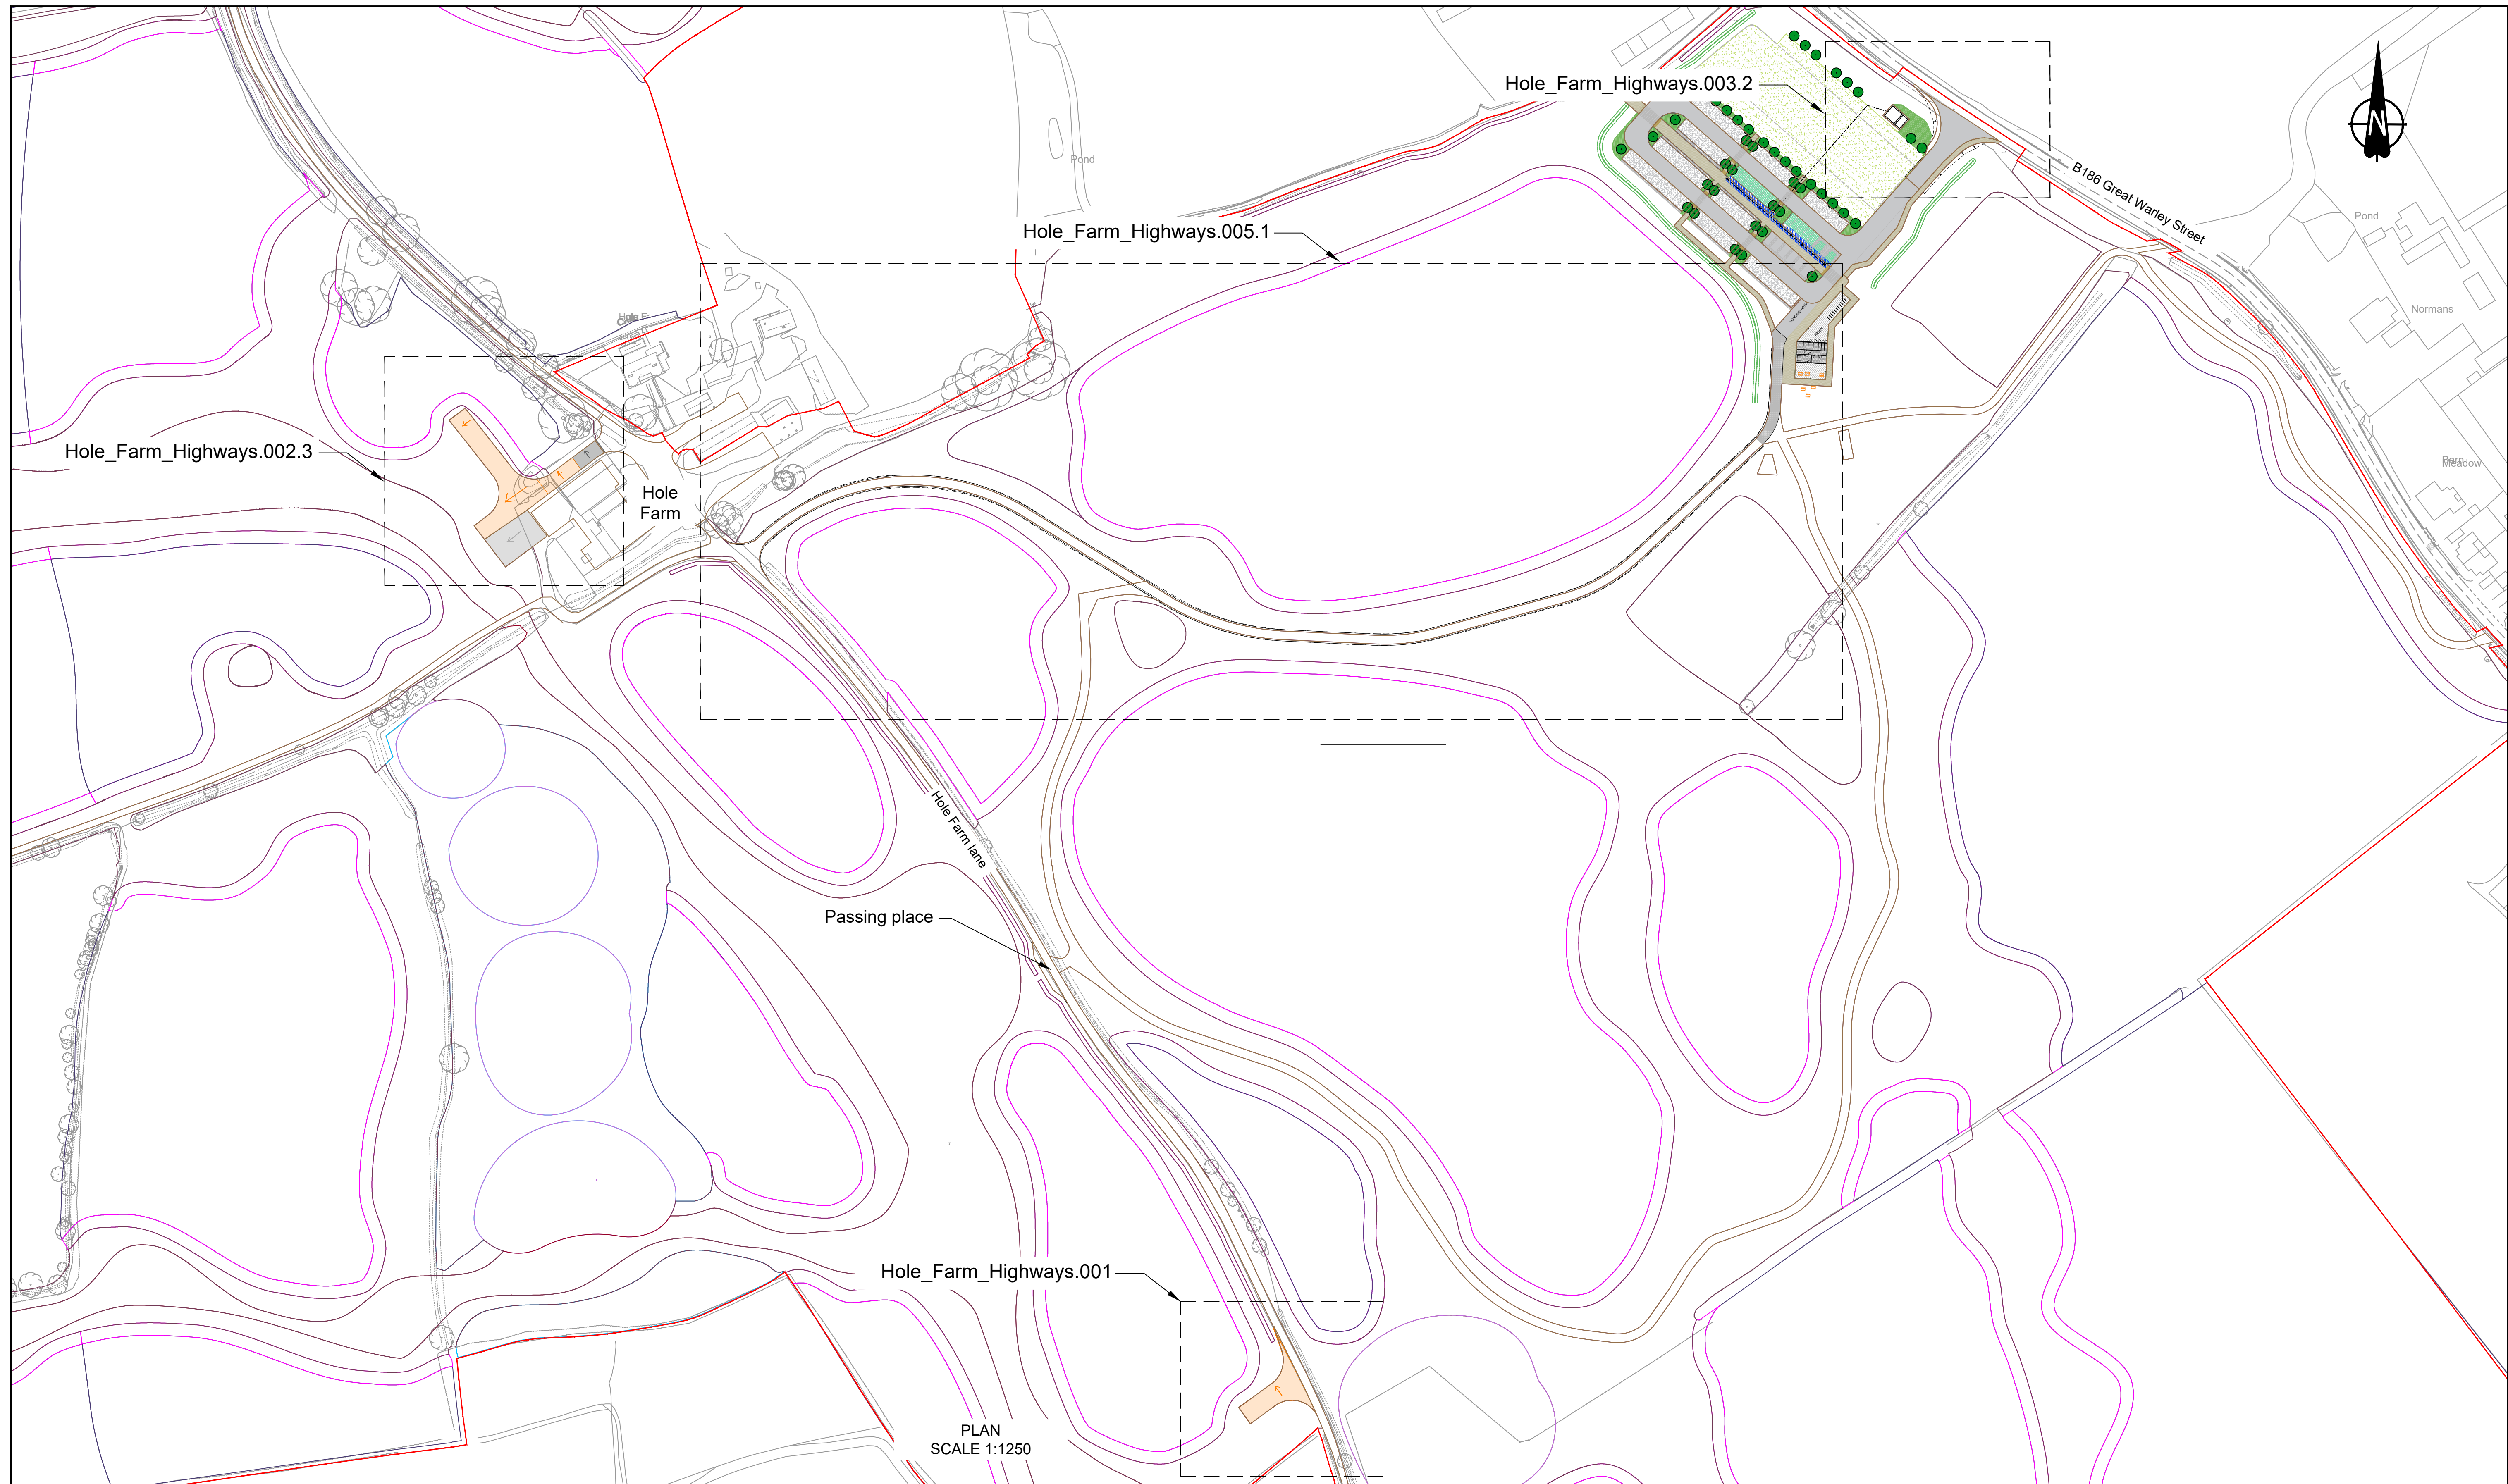 Hole_Farm_Highways.003.2
N
Pond
B186 Great Warley Street
Pond
Hole_Farm_Highways.005.1
Normans
Hole_Farm_Highways.002.3
Meadow
Hole
Farm
Hole Farm lane
Passing place
Hole_Farm_Highways.001
PLAN
SCALE 1:1250